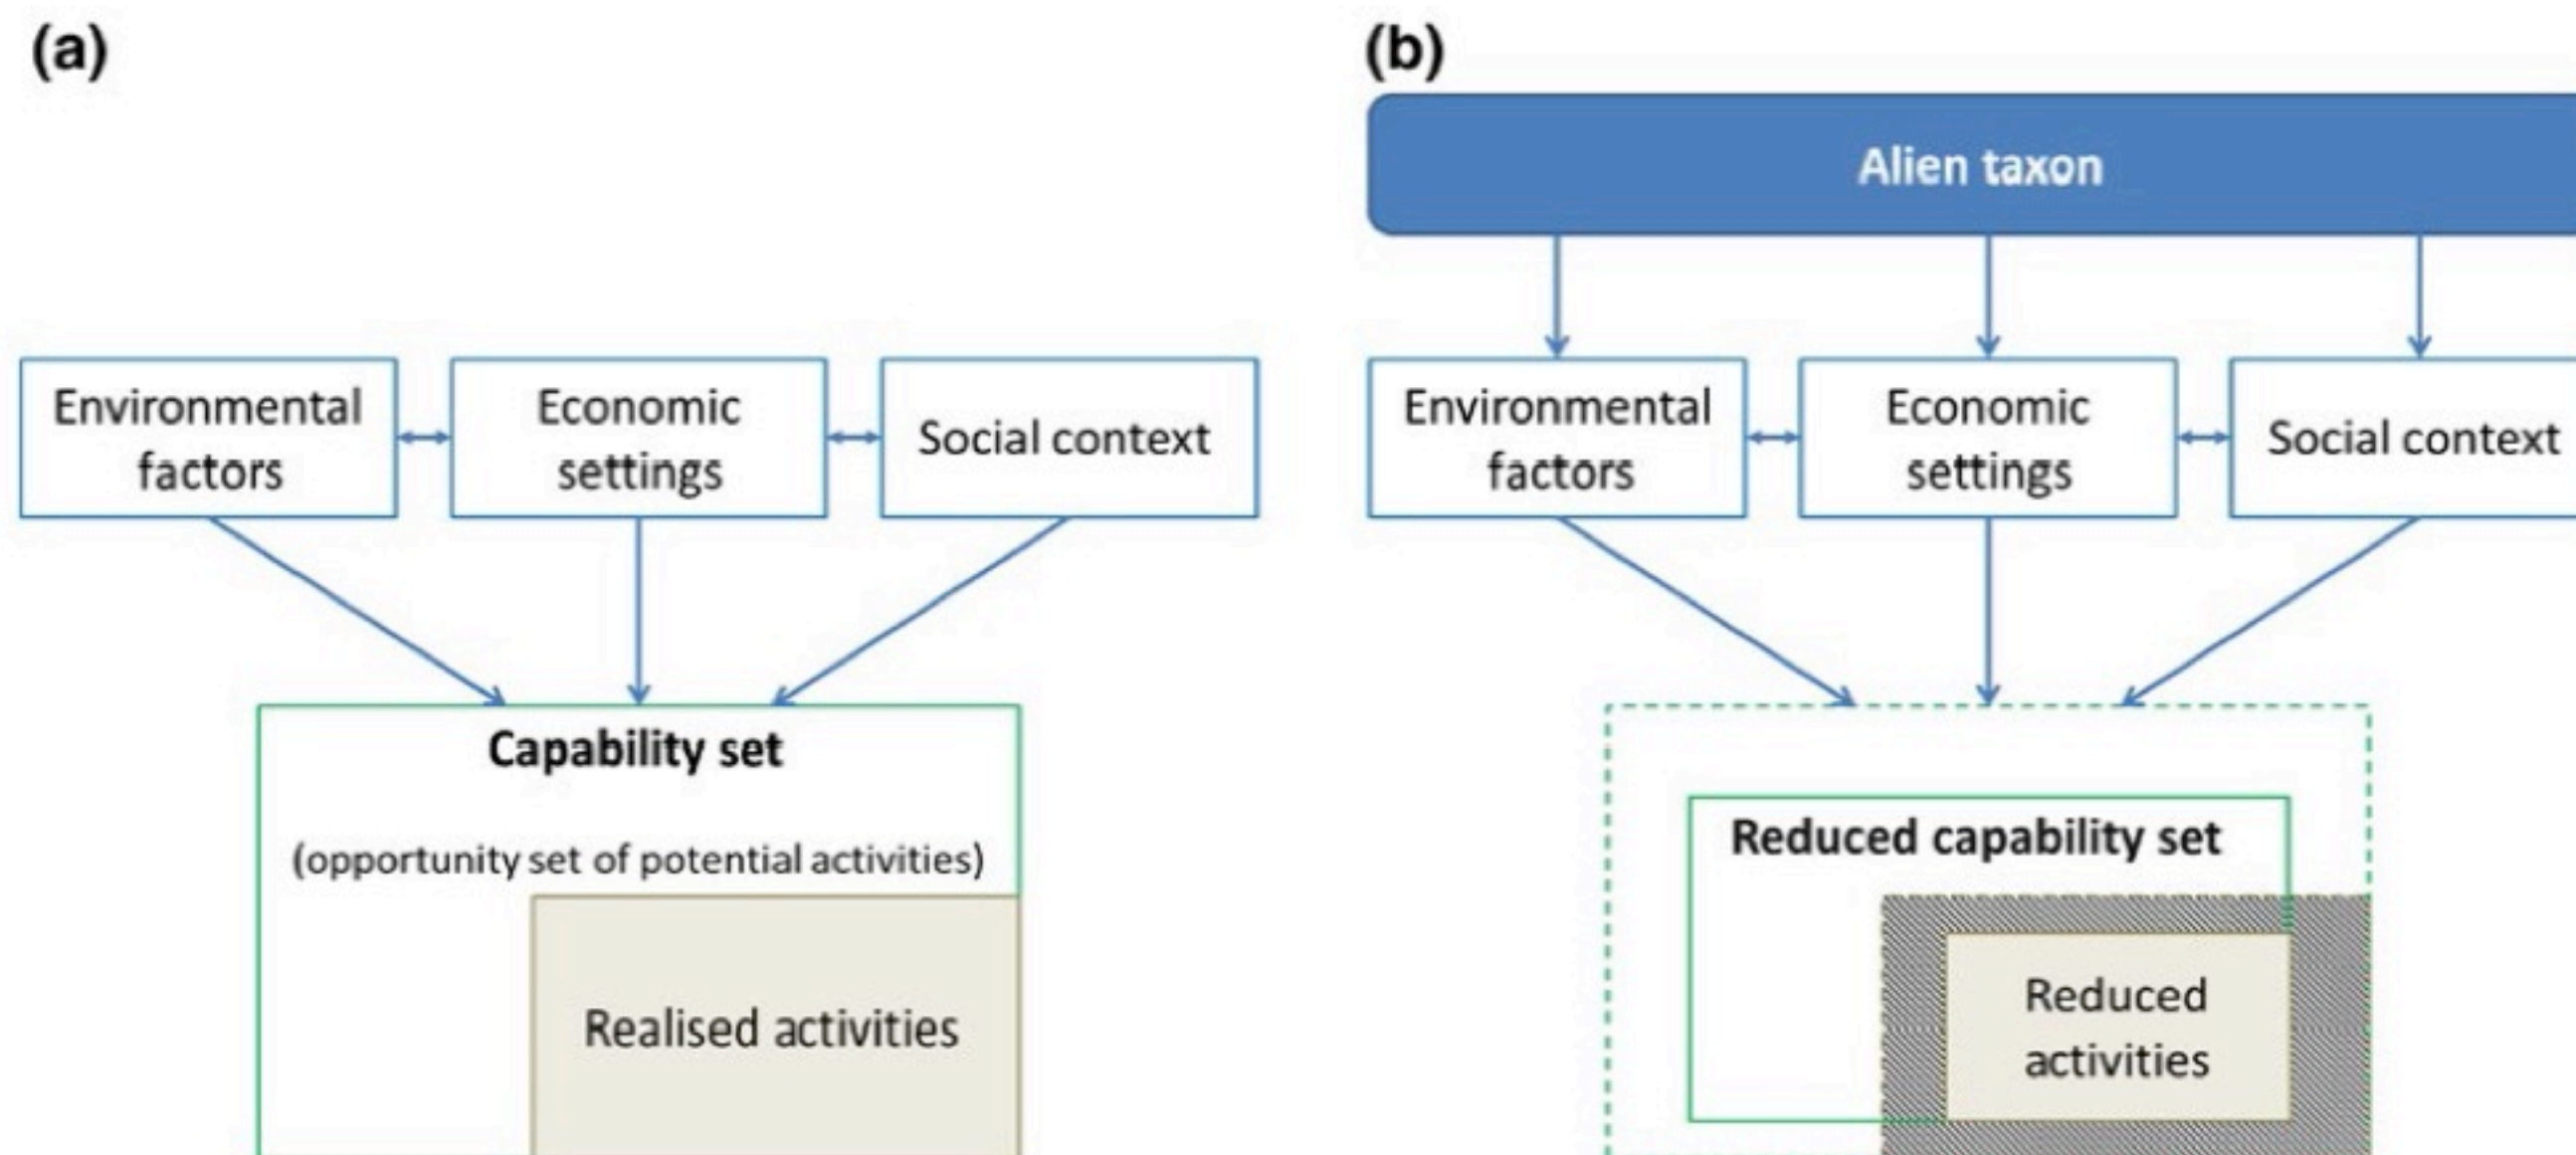 (a)
Environmental
factors
Economic
settings
Social context
Capability set
(opportunity set of potential activities)
Realised activities
(b)
Alien taxon
Environmental
factors
Economic
settings
Social context
Reduced capability set
Reduced
activities